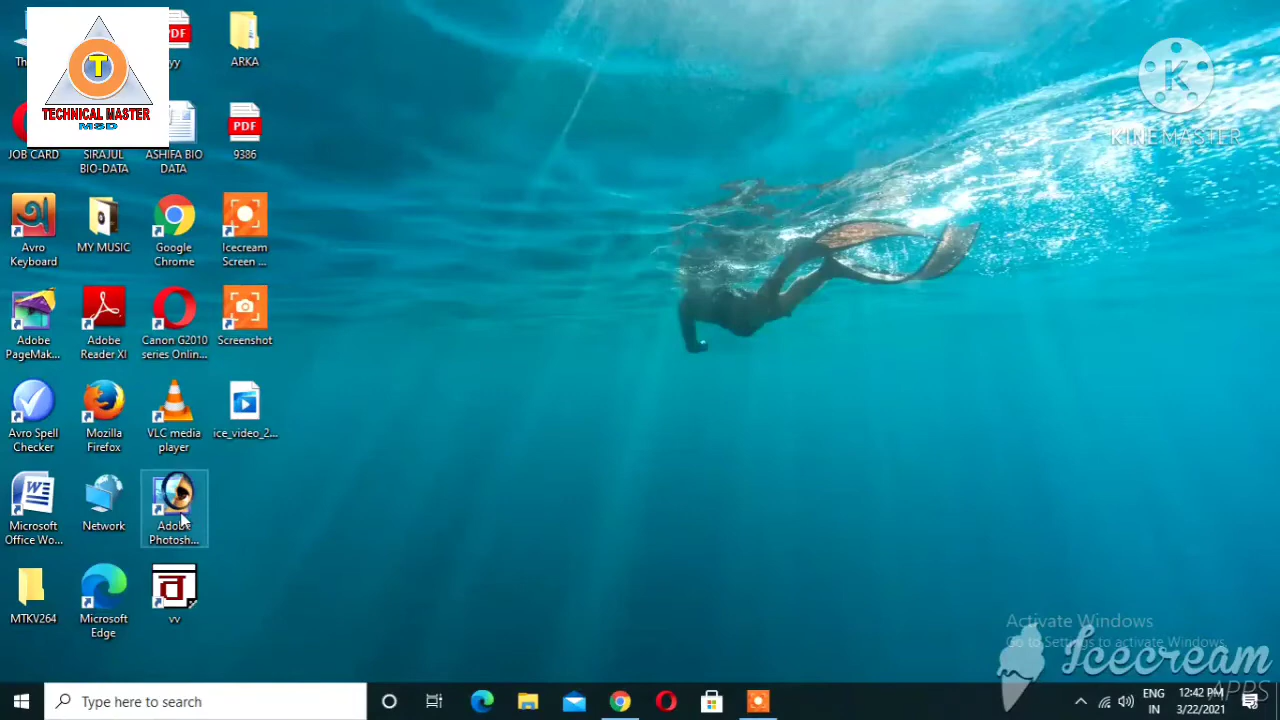 T
TECHNICAL MASTER
MSD
Th
yy
ARKA
JOB CARD
SIRAJUL
BIO-DATA
ASHIFA BIO
DATA
PDF
PDF
9386
K
KINEMASTER
Avro
Keyboard
MY MUSIC
Google
Chrome
Icecream
Screen ...
Adobe
PageMak...
Adobe
Reader XI
Canon G2010
series Onlin...
Screenshot
Avro Spell
Checker
Mozilla
Firefox
VLC media
player
ice_video_2...
Microsoft
Office Wo...
Network
Adobe
Photosh...
MTKV264
Microsoft
Edge
vv
Activate Windows
Go to Settings to activate Windows.
Icecream
APPS
Type here to search
ENG
IN
12:42 PM
3/22/2021